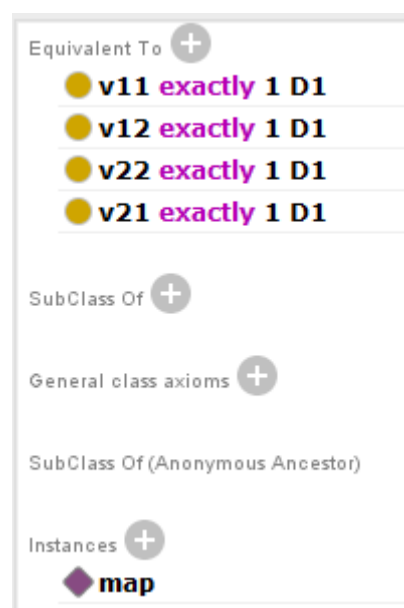 Equivalent To
v11 exactly 1 D1
v12 exactly 1 D1
v22 exactly 1 D1
v21 exactly 1 D1
SubClass Of
General class axioms
SubClass Of (Anonymous Ancestor)
Instances
map